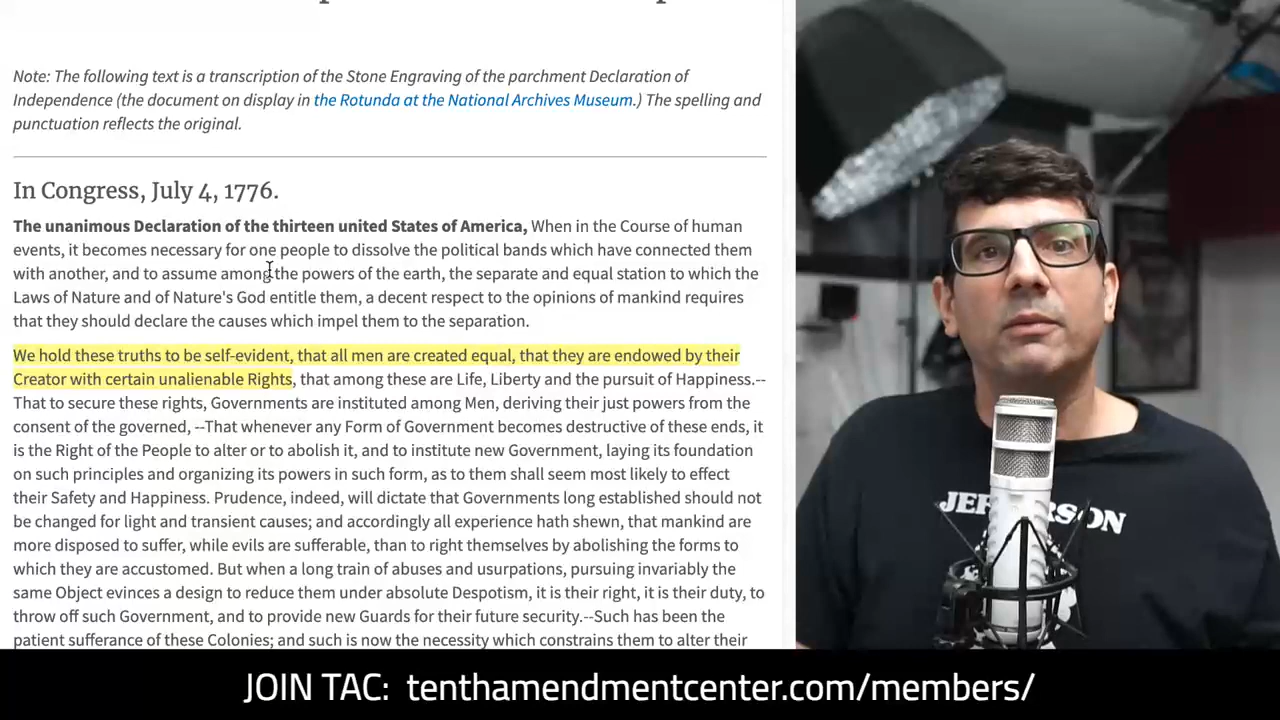 Note: The following text is a transcription of the Stone Engraving of the parchment Declaration of
Independence (the document on display in the Rotunda at the National Archives Museum.) The spelling and
punctuation reflects the original.
In Congress, July 4, 1776.
The unanimous Declaration of the thirteen united States of America, When in the Course of human
events, it becomes necessary for one people to dissolve the political bands which have connected them
with another, and to assume among the powers of the earth, the separate and equal station to which the
Laws of Nature and of Nature's God entitle them, a decent respect to the opinions of mankind requires
that they should declare the causes which impel them to the separation.
We hold these truths to be self-evident, that all men are created equal, that they are endowed by their
Creator with certain unalienable Rights, that among these are Life, Liberty and the pursuit of Happiness.--
That to secure these rights, Governments are instituted among Men, deriving their just powers from the
consent of the governed, --That whenever any Form of Government becomes destructive of these ends, it
is the Right of the People to alter or to abolish it, and to institute new Government, laying its foundation
on such principles and organizing its powers in such form, as to them shall seem most likely to effect
their Safety and Happiness. Prudence, indeed, will dictate that Governments long established should not
be changed for light and transient causes; and accordingly all experience hath shewn, that mankind are
more disposed to suffer, while evils are sufferable, than to right themselves by abolishing the forms to
which they are accustomed. But when a long train of abuses and usurpations, pursuing invariably the
same Object evinces a design to reduce them under absolute Despotism, it is their right, it is their duty, to
throw off such Government, and to provide new Guards for their future security.--Such has been the
patient sufferance of these Colonies; and such is now the necessity which constrains them to alter their
JOIN TAC: tenthamendmentcenter.com/members/